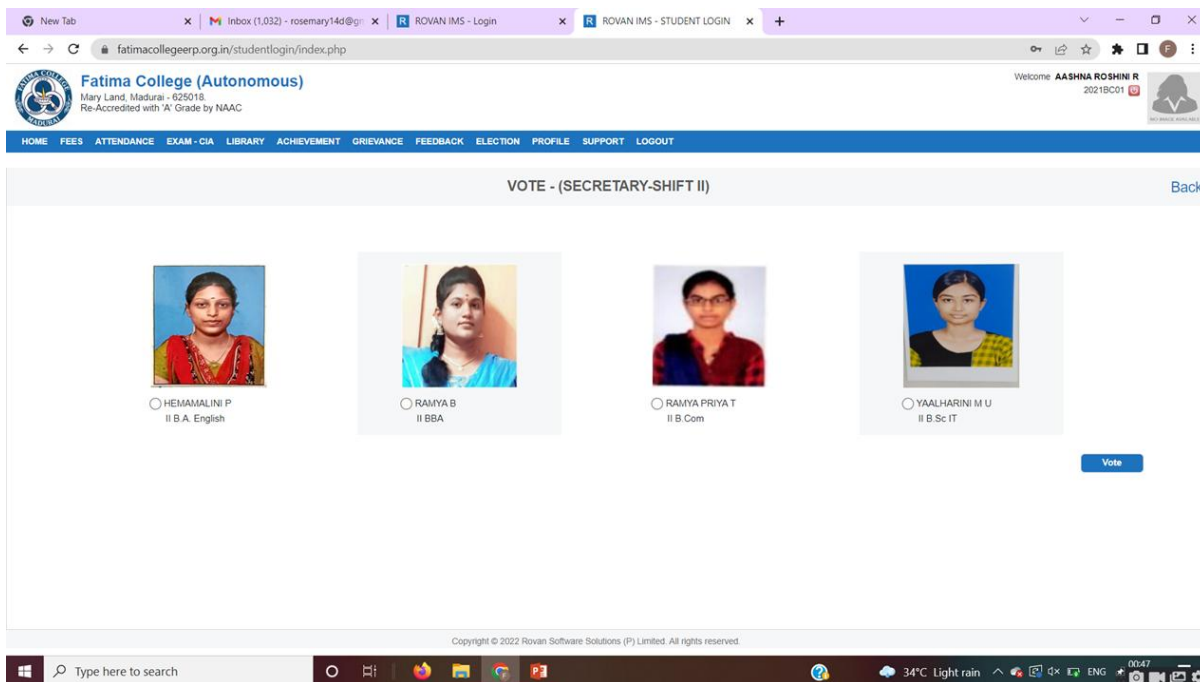 New Tab
Inbox (1,032) - rosemary14d@gm
ROVAN IMS - Login
ROVAN IMS - STUDENT LOGIN
fatimacollegeerp.org.in/studentlogin/index.php
Fatima College (Autonomous)
Mary Land, Madurai - 625018.
Re-Accredited with 'A' Grade by NAAC
Welcome AASHNA ROSHINI R
2021BC01
HOME FEES ATTENDANCE EXAM - CIA LIBRARY ACHIEVEMENT GRIEVANCE FEEDBACK ELECTION PROFILE SUPPORT LOGOUT
VOTE - (SECRETARY-SHIFT II)
Back
HEMAMALINI P
II B.A. English
RAMYA B
II BBA
RAMYA PRIYA T
II B.Com
YAALHARINI M U
II B.Sc IT
Vote
Copyright © 2022 Rovan Software Solutions (P) Limited. All rights reserved.
Type here to search
34°C Light rain
ENG
00:47